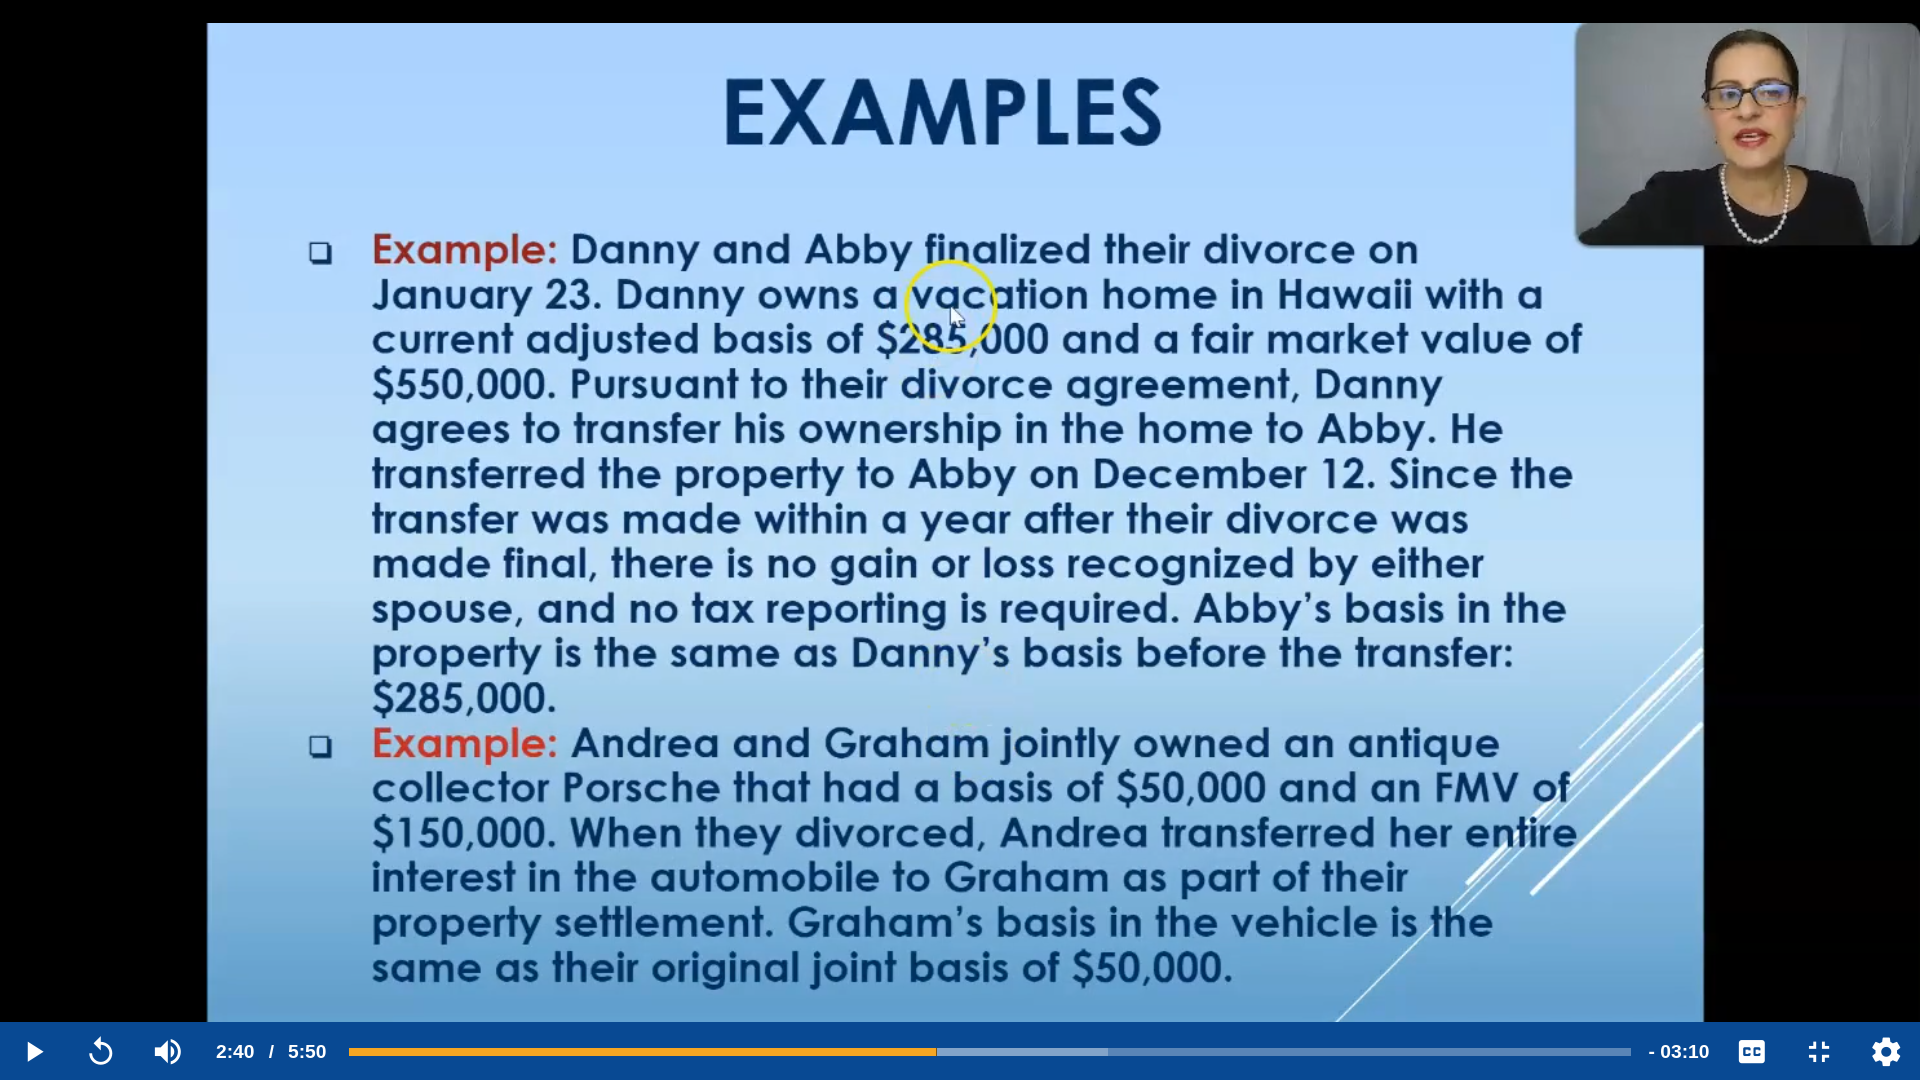 EXAMPLES
Example: Danny and Abby finalized their divorce on
January 23. Danny owns a vacation home in Hawaii with a
current adjusted basis of $285,000 and a fair market value of
$550,000. Pursuant to their divorce agreement, Danny
agrees to transfer his ownership in the home to Abby. He
transferred the property to Abby on December 12. Since the
transfer was made within a year after their divorce was
made final, there is no gain or loss recognized by either
spouse, and no tax reporting is required. Abby’s basis in the
property is the same as Danny’s basis before the transfer:
$285,000.
Example: Andrea and Graham jointly owned an antique
collector Porsche that had a basis of $50,000 and an FMV of
$150,000. When they divorced, Andrea transferred her entire
interest in the automobile to Graham as part of their
property settlement. Graham’s basis in the vehicle is the
same as their original joint basis of $50,000.
2:40 / 5:50 - 03:10 CC